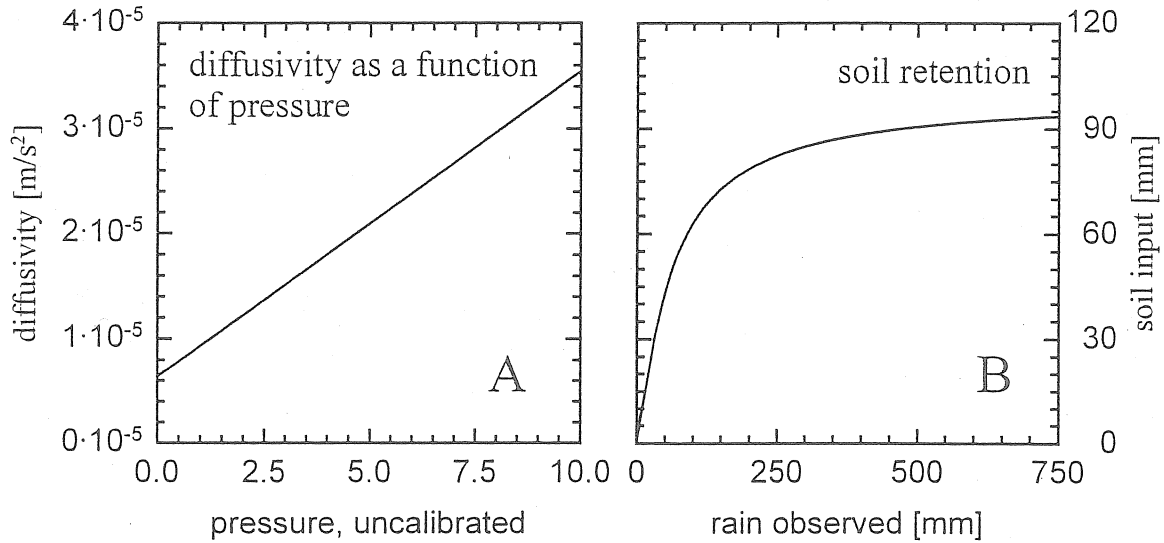 4·10⁻⁵
3·10⁻⁵
2·10⁻⁵
1·10⁻⁵
0·10⁻⁵
diffusivity [m/s²]
diffusivity as a function
of pressure
A
0.0 2.5 5.0 7.5 10.0
pressure, uncalibrated
soil retention
B
0 250 500 750
rain observed [mm]
120
90
60
30
0
soil input [mm]